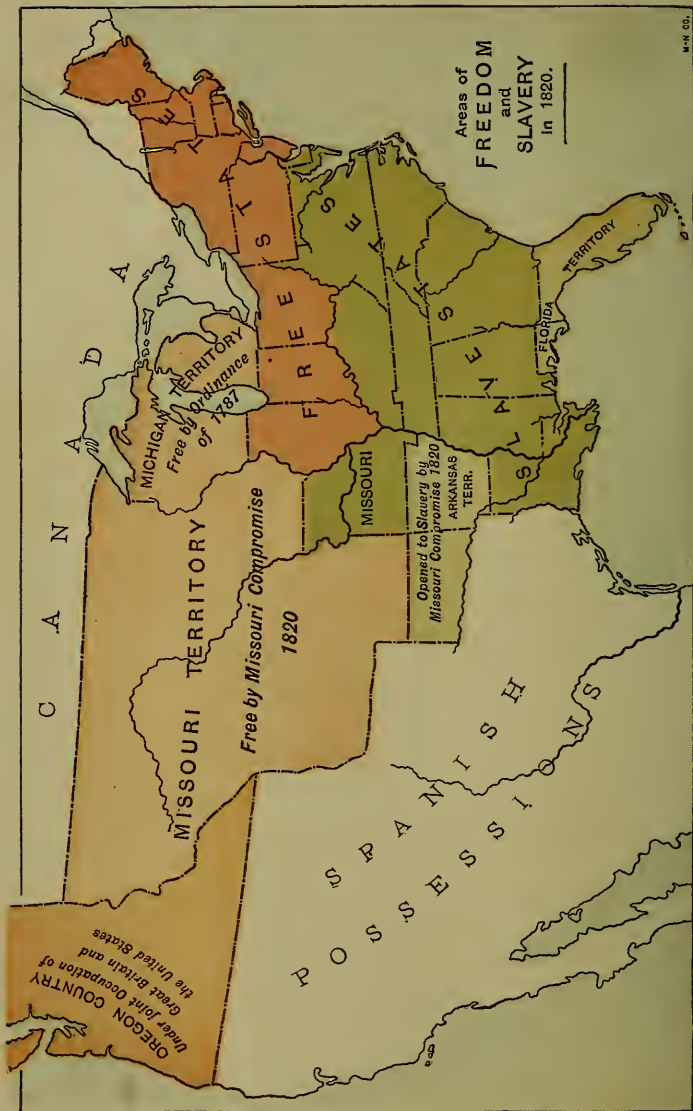 Areas of
FREEDOM
and
SLAVERY
in 1820.
CANADA
OREGON COUNTRY
Under Joint Occupation of
Great Britain and
the United States
MISSOURI TERRITORY
Free by Missouri Compromise
1820
MICHIGAN TERRITORY
Free by Ordinance
of 1787
FREE STATES
MISSOURI
Opened to Slavery by
Missouri Compromise 1820
ARKANSAS
TERR.
SLAVE STATES
FLORIDA
TERRITORY
SPANISH
POSSESSIONS
M-N CO.